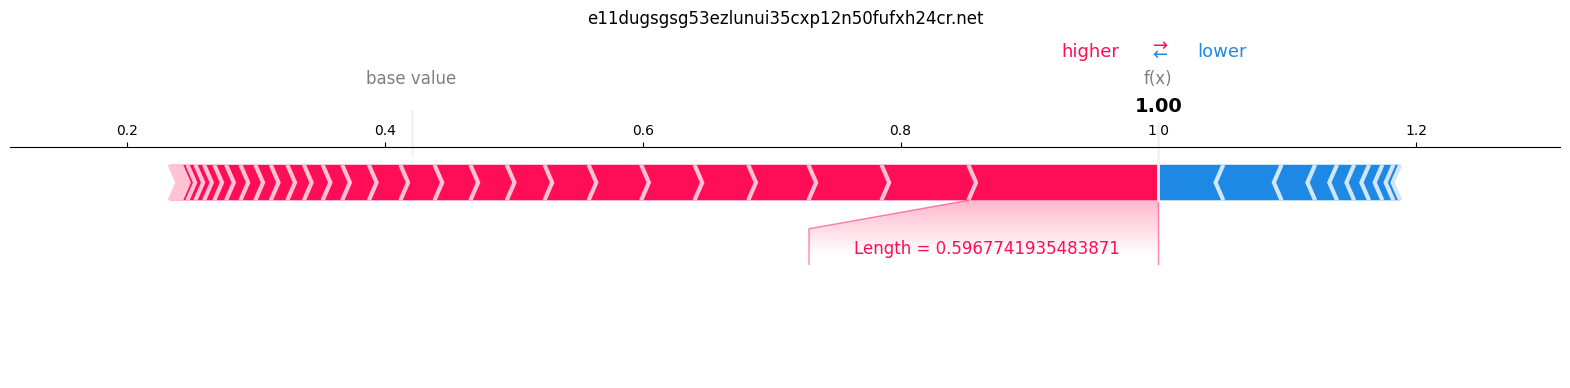 e11dugsgsg53ezlunui35cxp12n50fufxh24cr.net
higher ⇄ lower
base value f(x)
1.00
0.2 0.4 0.6 0.8 1.0 1.2
Length = 0.5967741935483871